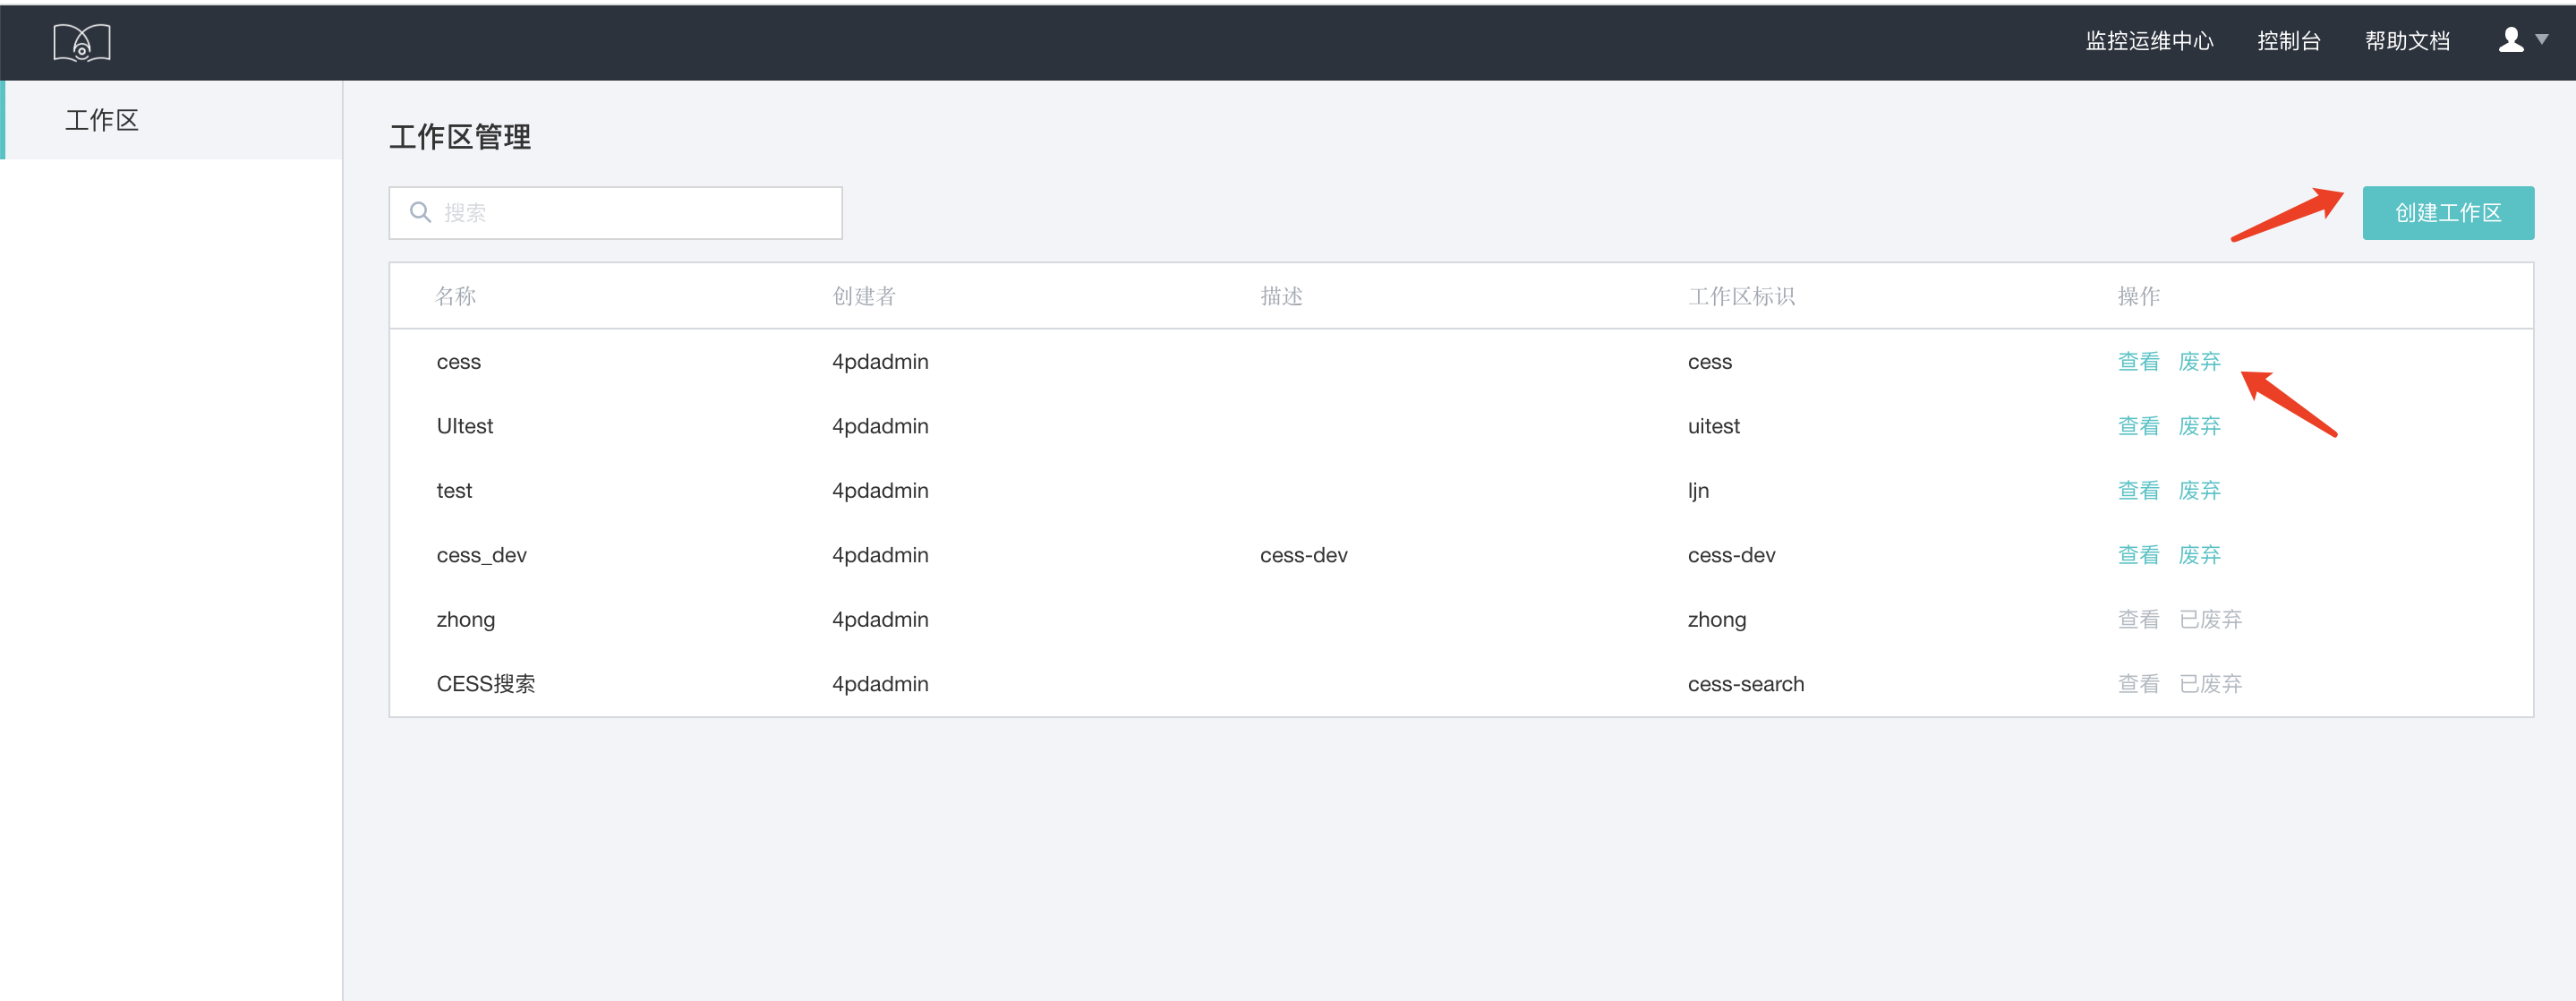 监控运维中心 控制台 帮助文档
工作区
工作区管理
搜索
创建工作区
名称 创建者 描述 工作区标识 操作
cess 4pdadmin cess 查看 废弃
UItest 4pdadmin uitest 查看 废弃
test 4pdadmin ljn 查看 废弃
cess_dev 4pdadmin cess-dev cess-dev 查看 废弃
zhong 4pdadmin zhong 查看 已废弃
CESS搜索 4pdadmin cess-search 查看 已废弃